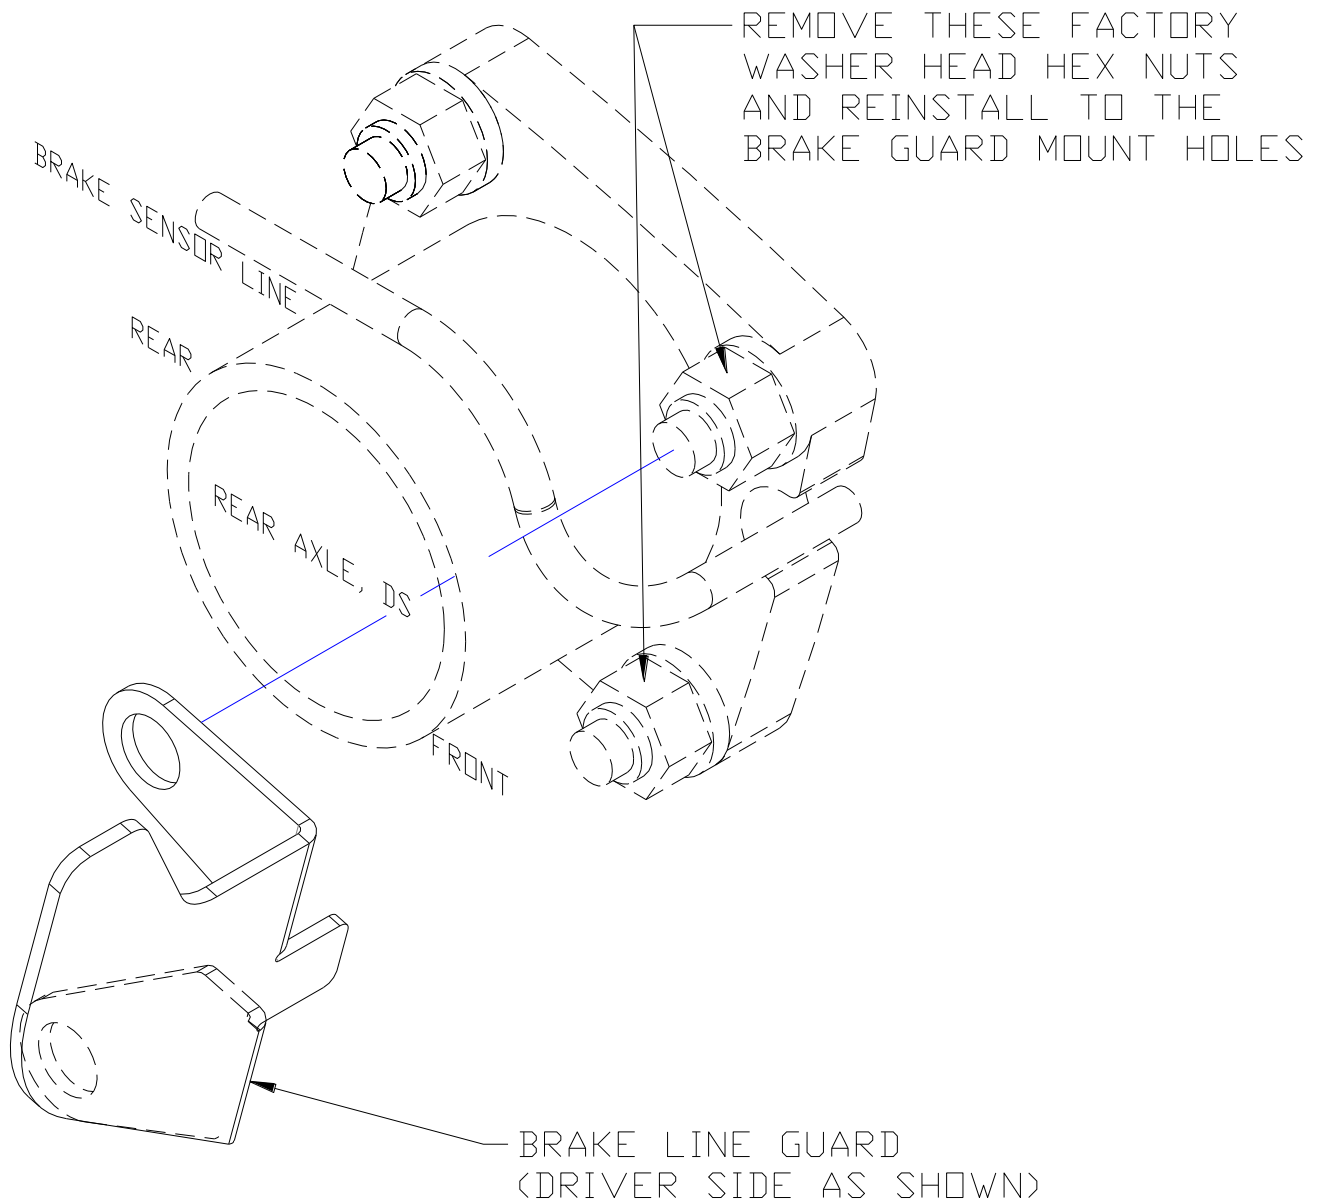 REMOVE THESE FACTORY
WASHER HEAD HEX NUTS
AND REINSTALL TO THE
BRAKE GUARD MOUNT HOLES
BRAKE SENSOR LINE
REAR
REAR AXLE, DS
FRONT
BRAKE LINE GUARD
(DRIVER SIDE AS SHOWN)